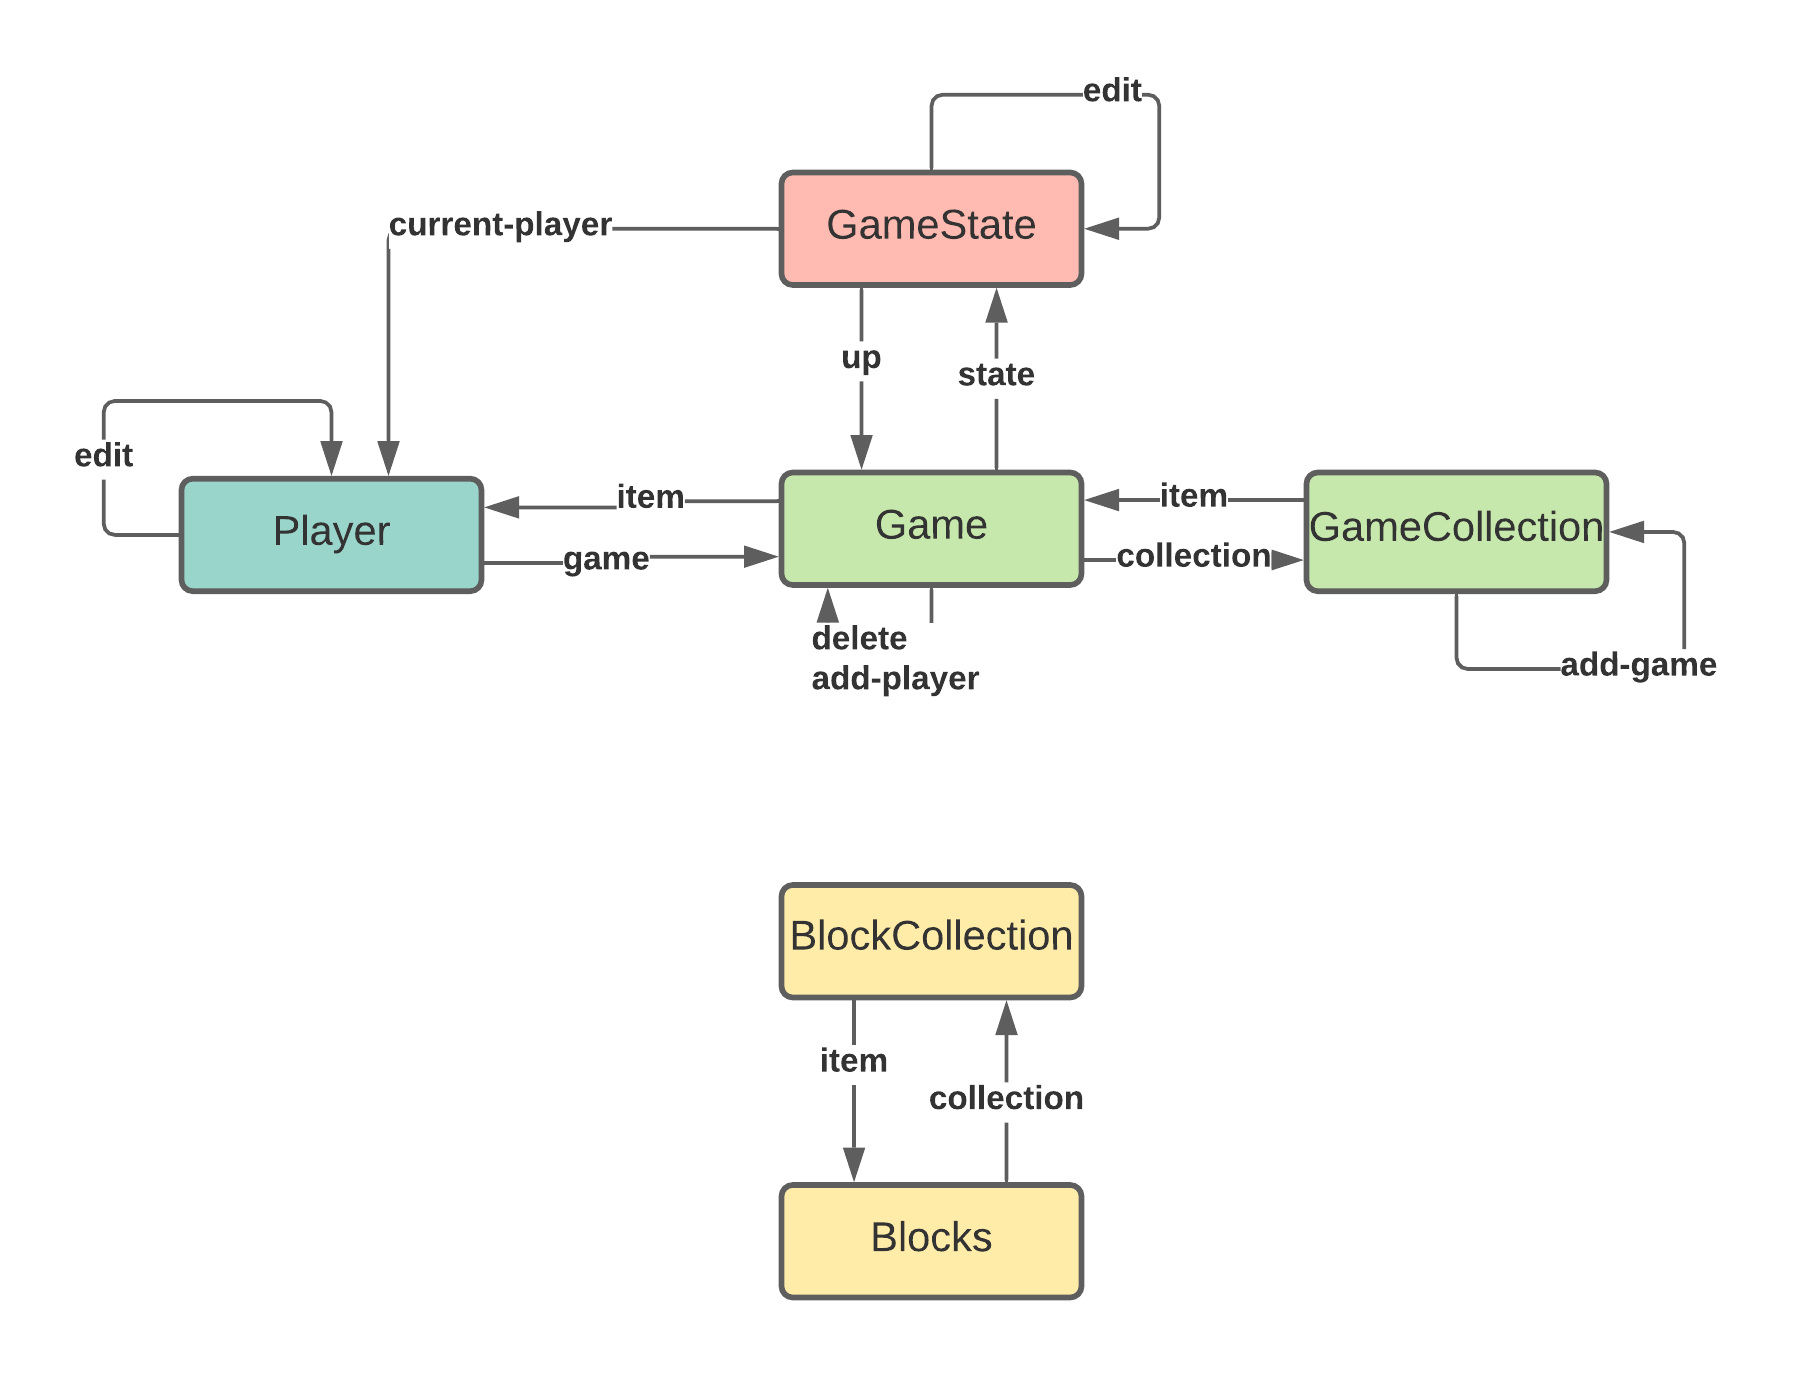 edit
GameState
current-player
up
state
edit
Player
item
game
Game
item
collection
GameCollection
delete
add-player
add-game
BlockCollection
item
collection
Blocks